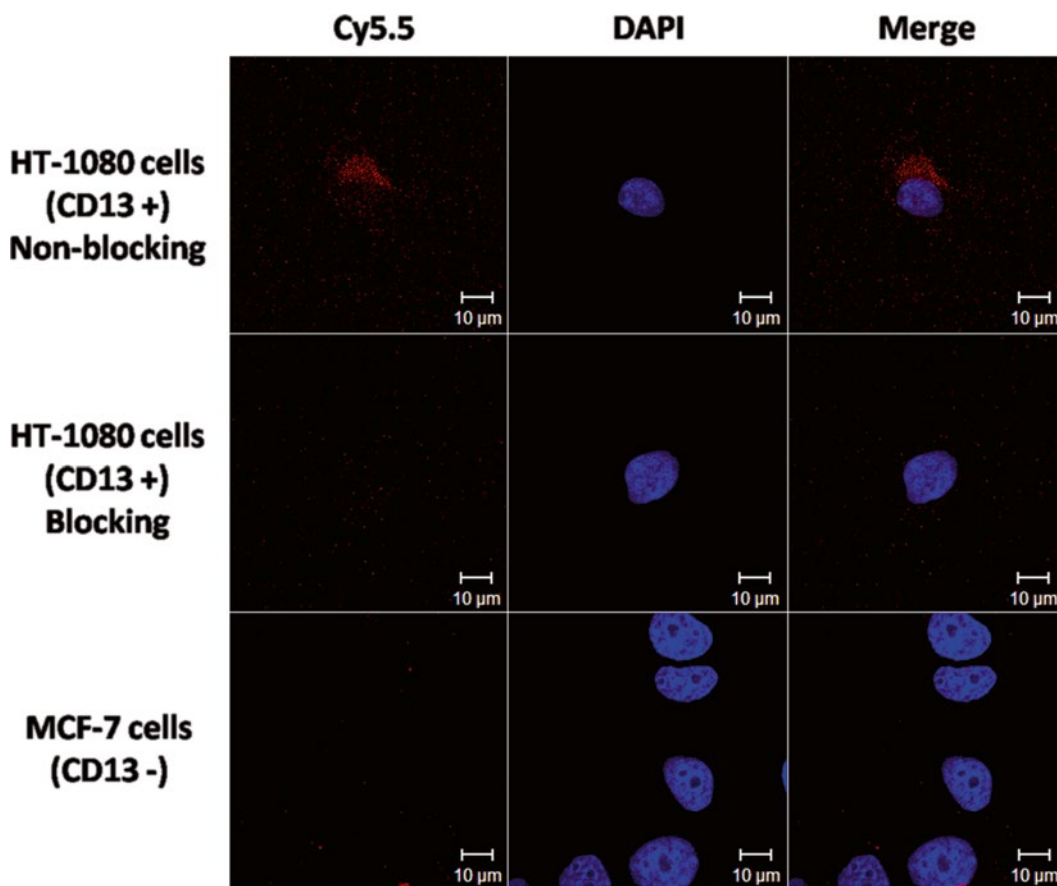 Cy5.5 DAPI Merge
HT-1080 cells
(CD13 +)
Non-blocking
10 µm 10 µm 10 µm
HT-1080 cells
(CD13 +)
Blocking
10 µm 10 µm 10 µm
MCF-7 cells
(CD13 -)
10 µm 10 µm 10 µm